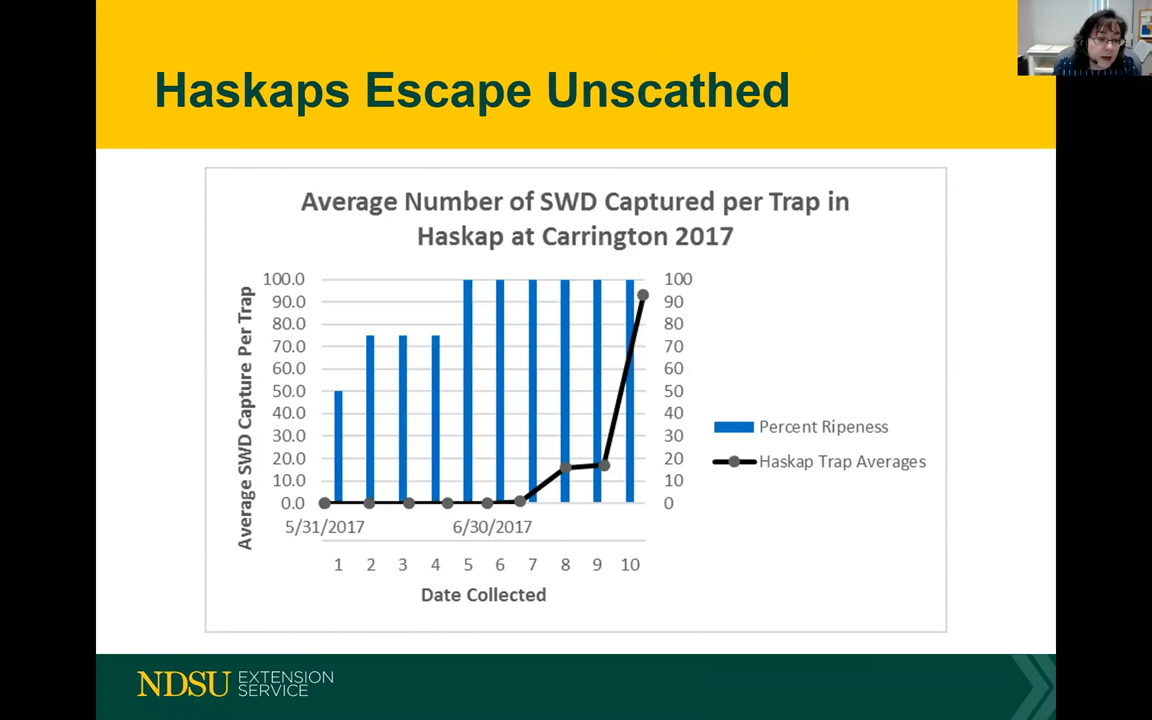 Haskaps Escape Unscathed
Average Number of SWD Captured per Trap in
Haskap at Carrington 2017
Average SWD Capture Per Trap
100.0
90.0
80.0
70.0
60.0
50.0
40.0
30.0
20.0
10.0
0.0
100
90
80
70
60
50
40
30
20
10
0
Percent Ripeness
Haskap Trap Averages
5/31/2017 6/30/2017
1 2 3 4 5 6 7 8 9 10
Date Collected
NDSU EXTENSION
SERVICE